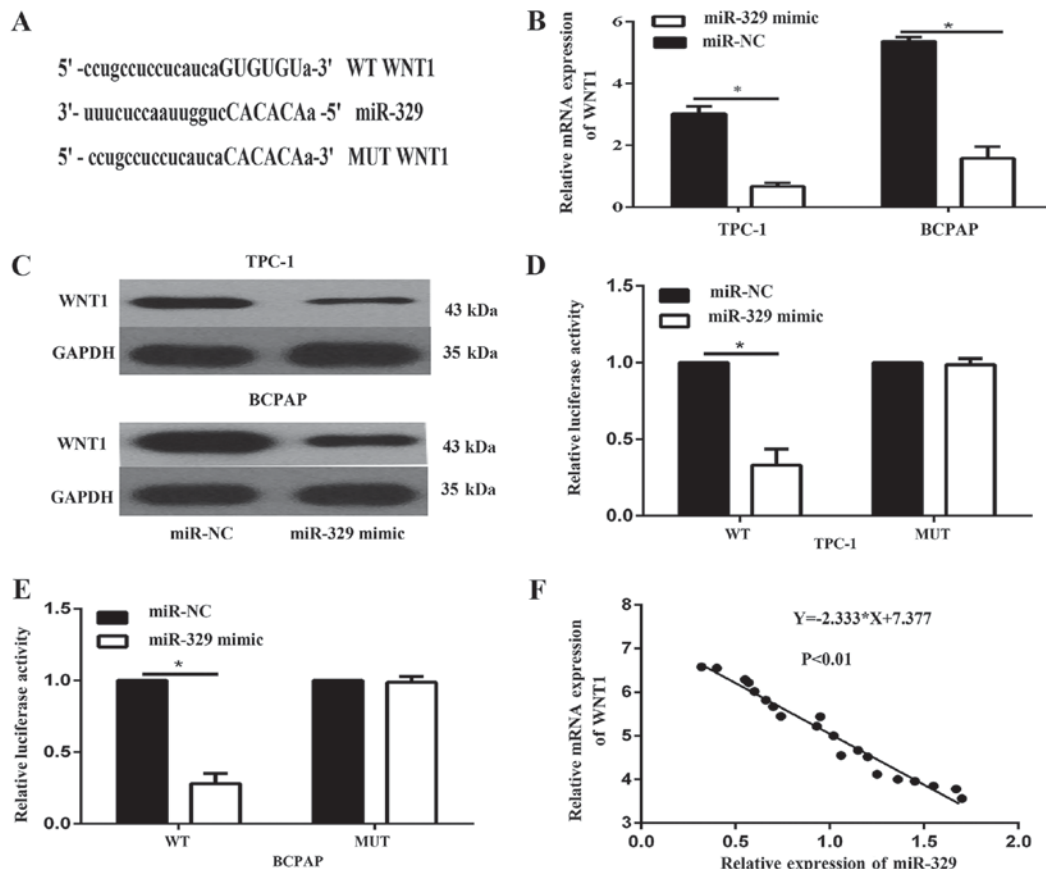 A
5' -ccugccuccucaucaGUGUGUa-3' WT WNT1
3'- uuucuccaauuggucCACACAa -5' miR-329
5' - ccugccuccucaucaCACACAa-3' MUT WNT1
B
miR-329 mimic
miR-NC
Relative mRNA expression
of WNT1
6
4
2
0
*
*
TPC-1
BCPAP
C
TPC-1
WNT1
43 kDa
GAPDH
35 kDa
BCPAP
WNT1
43 kDa
GAPDH
35 kDa
miR-NC
miR-329 mimic
D
miR-NC
miR-329 mimic
Relative luciferase activity
1.5
1.0
0.5
0.0
*
WT
MUT
TPC-1
E
miR-NC
miR-329 mimic
Relative luciferase activity
1.5
1.0
0.5
0.0
*
WT
MUT
BCPAP
F
Y=-2.333*X+7.377
P<0.01
Relative mRNA expression
of WNT1
8
7
6
5
4
3
0.0
0.5
1.0
1.5
2.0
Relative expression of miR-329